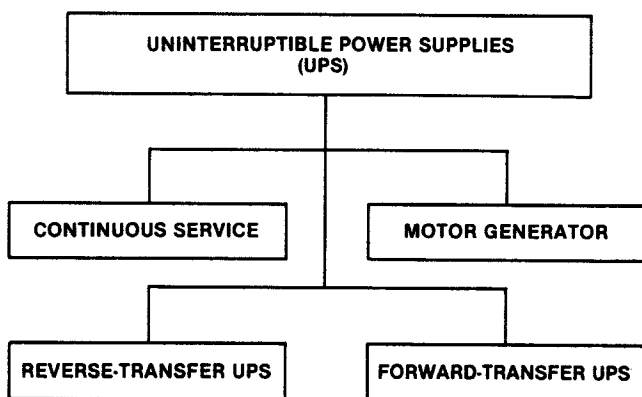 UNINTERRUPTIBLE POWER SUPPLIES
(UPS)
CONTINUOUS SERVICE
MOTOR GENERATOR
REVERSE-TRANSFER UPS
FORWARD-TRANSFER UPS